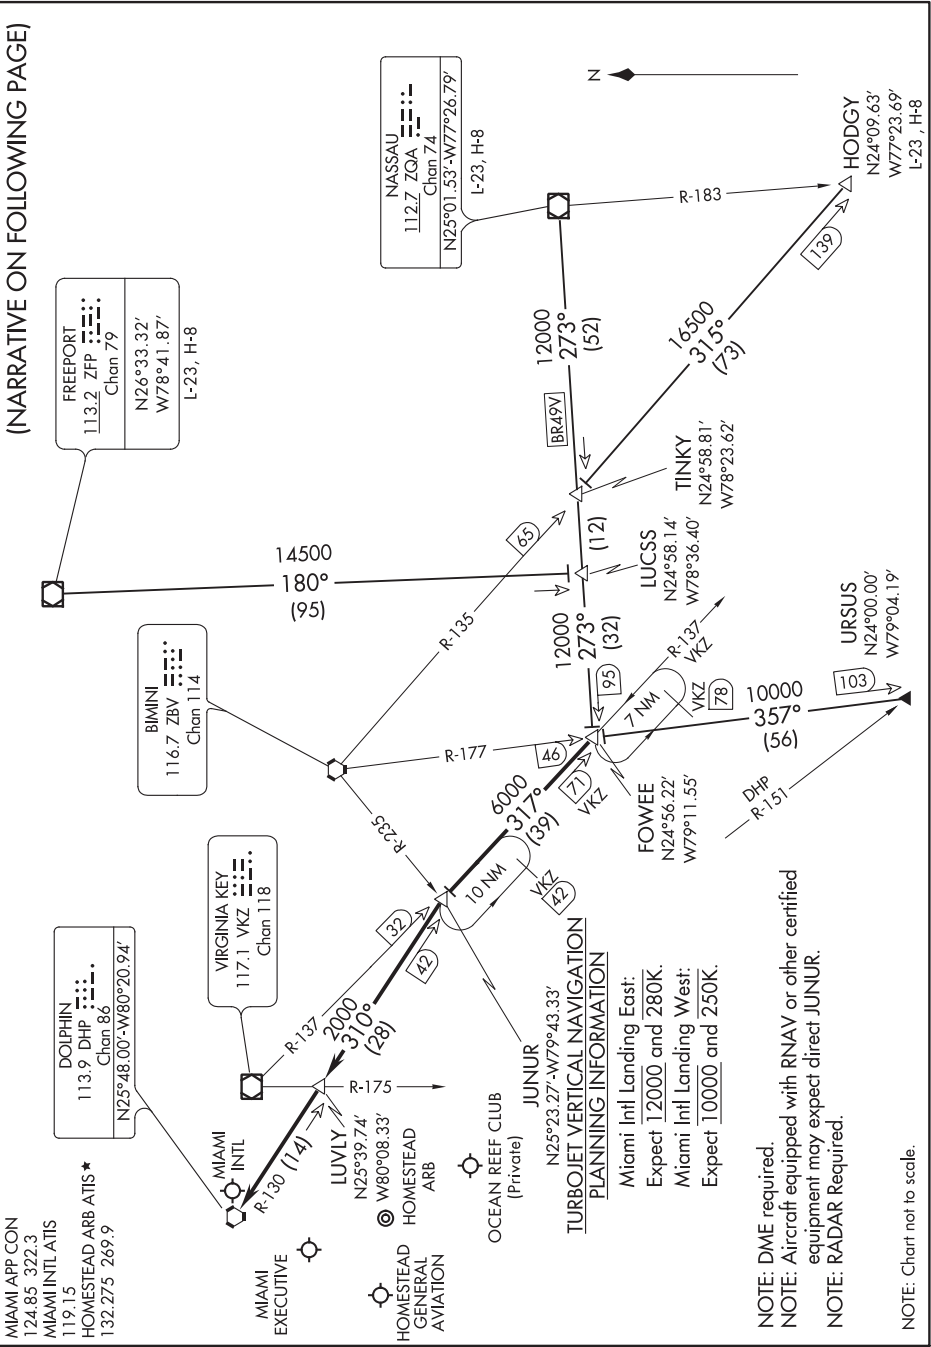 (NARRATIVE ON FOLLOWING PAGE)
MIAMI APP CON
124.85 322.3
MIAMI INTL ATIS
119.15
HOMESTEAD ARB ATIS★
132.275 269.9
DOLPHIN
113.9 DHP
Chan 86
N25°48.00'-W80°20.94'
VIRGINIA KEY
117.1 VKZ
Chan 118
BIMINI
116.7 ZBV
Chan 114
FREEPORT
113.2 ZFP
Chan 79
N26°33.32'
W78°41.87'
L-23, H-8
NASSAU
112.7 ZQA
Chan 74
N25°01.53'-W77°26.79'
L-23, H-8
N
MIAMI
INTL
MIAMI
EXECUTIVE
R-130 (14)
LUVLY
N25°39.74'
W80°08.33'
HOMESTEAD
ARB
HOMESTEAD
GENERAL
AVIATION
OCEAN REEF CLUB
(Private)
R-175
R-137
2000
310°
(28)
32
42
R-235
JUNUR
N25°23.27'-W79°43.33'
10 NM
VKZ
42
6000
317°
(39)
71
VKZ
R-177
46
R-135
65
14500
180°
(95)
FOWEE
N24°56.22'
W79°11.55'
7 NM
VKZ
78
R-137
VKZ
95
12000
273°
(32)
LUCSS
N24°58.14'
W78°36.40'
(12)
TINKY
N24°58.81'
W78°23.62'
BR49V
12000
273°
(52)
R-183
16500
315°
(73)
139
HODGY
N24°09.63'
W77°23.69'
L-23 , H-8
10000
357°
(56)
103
URSUS
N24°00.00'
W79°04.19'
DHP
R-151
TURBOJET VERTICAL NAVIGATION
PLANNING INFORMATION
Miami Intl Landing East:
Expect 12000 and 280K.
Miami Intl Landing West:
Expect 10000 and 250K.
NOTE: DME required.
NOTE: Aircraft equipped with RNAV or other certified
equipment may expect direct JUNUR.
NOTE: RADAR Required.
NOTE: Chart not to scale.